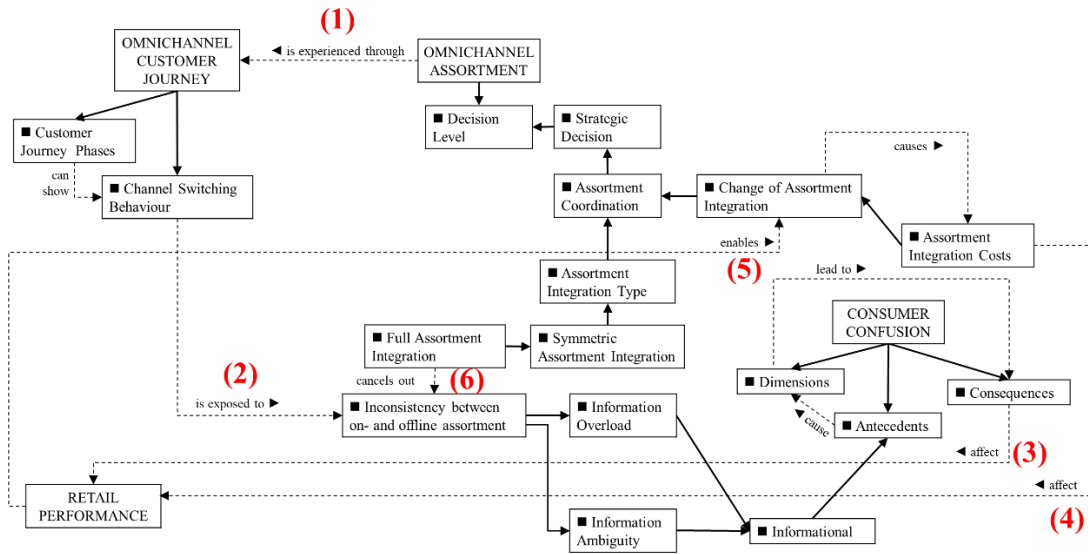 (1)
OMNICHANNEL
CUSTOMER
JOURNEY
◄ is experienced through
OMNICHANNEL
ASSORTMENT
■ Customer
Journey Phases
■ Decision
Level
■ Strategic
Decision
causes ►
can
show
■ Channel Switching
Behaviour
■ Assortment
Coordination
■ Change of Assortment
Integration
■ Assortment
Integration Costs
enables ►
(5)
lead to ►
■ Assortment
Integration Type
CONSUMER
CONFUSION
■ Full Assortment
Integration
■ Symmetric
Assortment Integration
(2)
cancels out
(6)
■ Dimensions
■ Consequences
is exposed to ►
■ Inconsistency between
on- and offline assortment
■ Information
Overload
◄ cause
■ Antecedents
◄ affect
(3)
RETAIL
PERFORMANCE
◄ affect
(4)
■ Information
Ambiguity
■ Informational